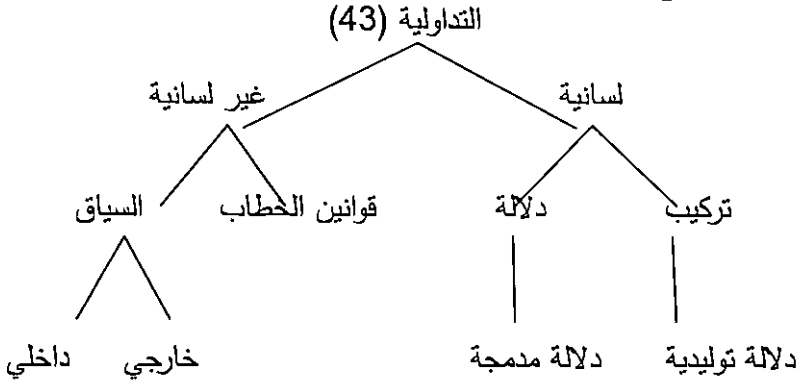 التداولية (43)
لسانية غير لسانية
تركيب دلالة قوانين الخطاب السياق
دلالة توليدية دلالة مدمجة خارجي داخلي